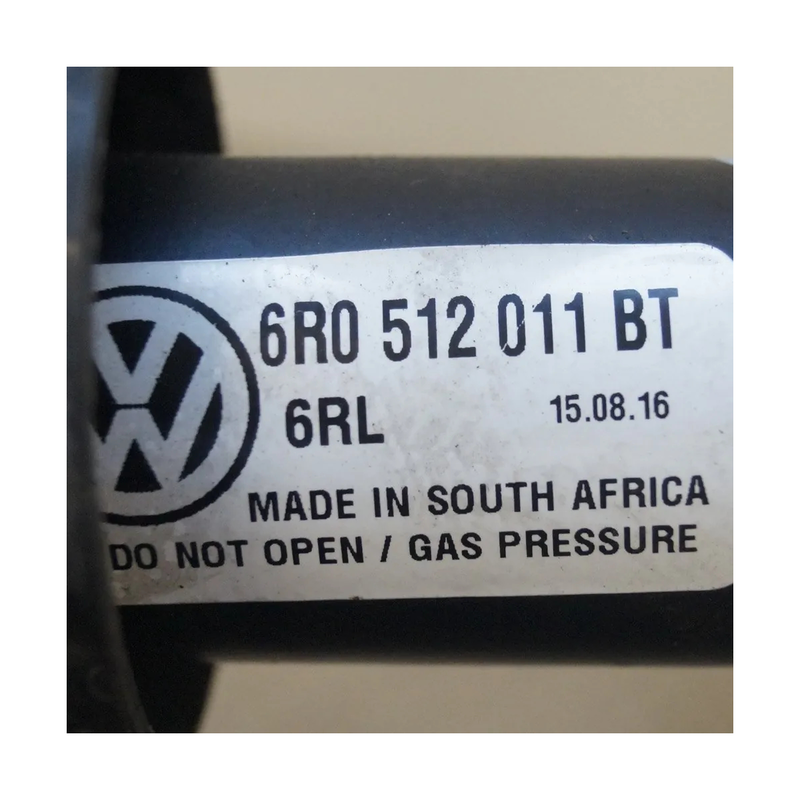 6R0 512 011 BT
6RL 15.08.16
MADE IN SOUTH AFRICA
DO NOT OPEN / GAS PRESSURE